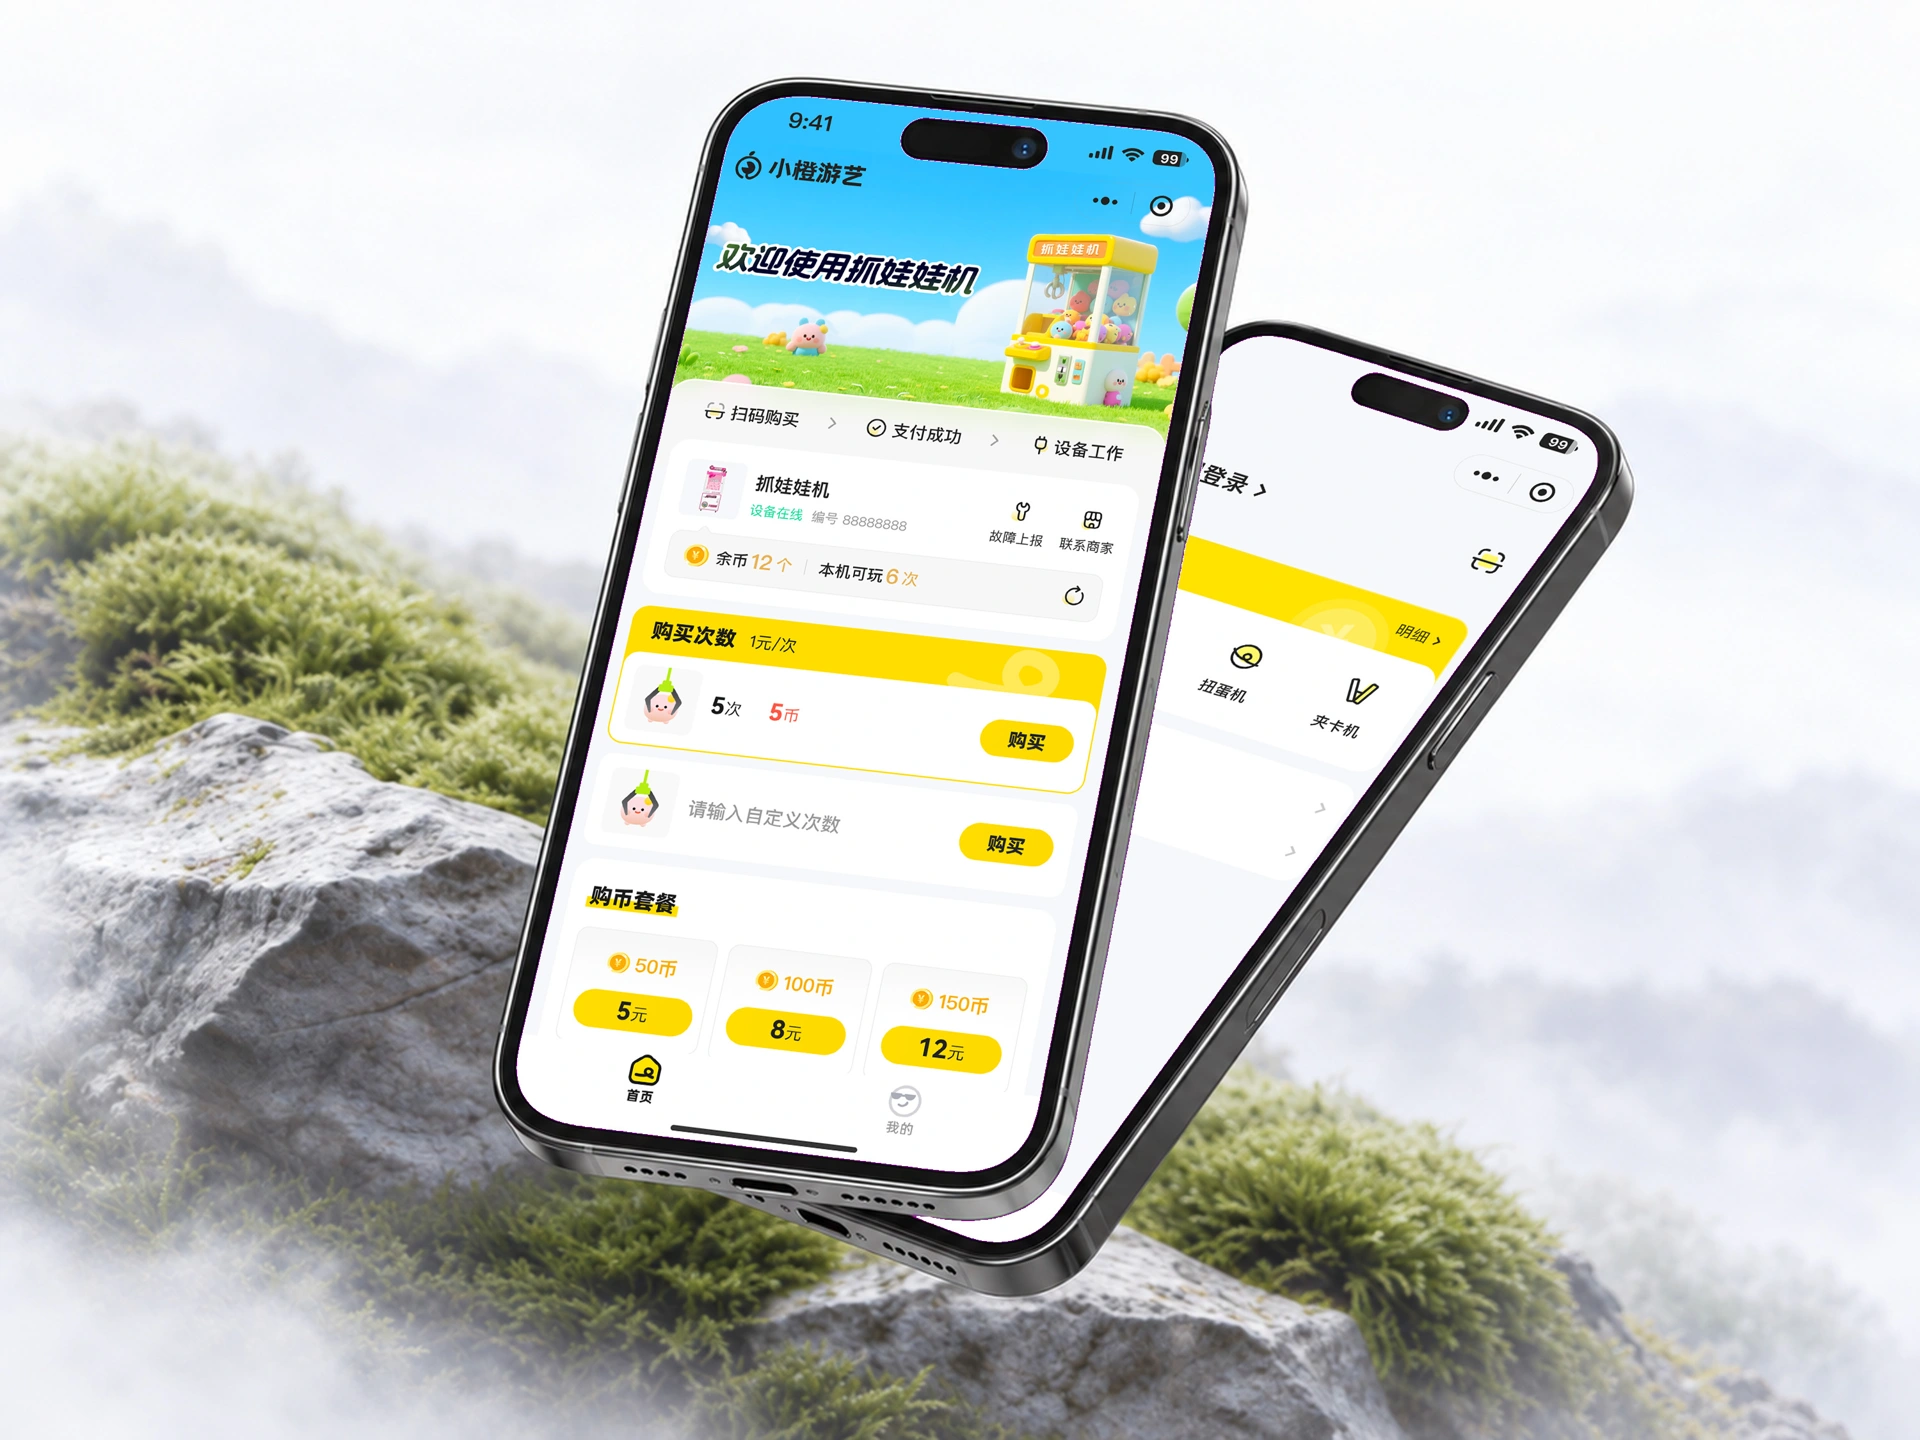 9:41
99
小橙游艺
抓娃娃机
欢迎使用抓娃娃机
扫码购买
支付成功
设备工作
抓娃娃机
设备在线 编号 88888888
故障上报
联系商家
余币12个
本机可玩6次
购买次数 1元/次
5次 5币
购买
请输入自定义次数
购买
购币套餐
50币
100币
150币
5元
8元
12元
首页
我的
99
登录
明细
扭蛋机
夹卡机